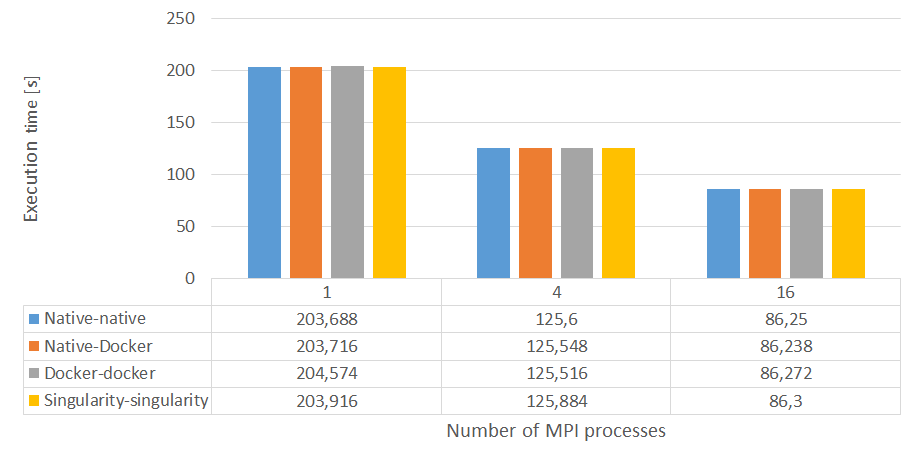 250
200
150
100
50
0
Execution time [s]
1 4 16
Native-native 203,688 125,6 86,25
Native-Docker 203,716 125,548 86,238
Docker-docker 204,574 125,516 86,272
Singularity-singularity 203,916 125,884 86,3
Number of MPI processes